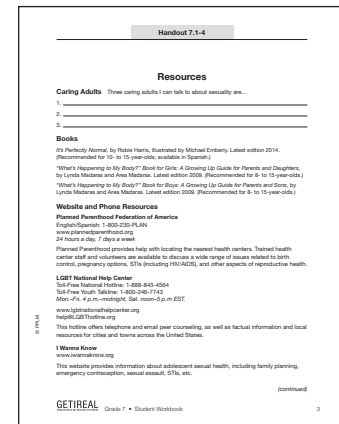 Handout 7.1-4
Resources
Caring Adults Three caring adults I can talk to about sexuality are...
1.
2.
3.
Books
It's Perfectly Normal, by Robie Harris, illustrated by Michael Emberly. Latest edition 2014.
(Recommended for 10- to 15-year-olds; available in Spanish.)
"What's Happening to My Body?" Book for Girls: A Growing Up Guide for Parents and Daughters,
by Lynda Madaras and Area Madaras. Latest edition 2009. (Recommended for 8- to 15-year-olds.)
"What's Happening to My Body?" Book for Boys: A Growing Up Guide for Parents and Sons, by
Lynda Madaras and Area Madaras. Latest edition 2009. (Recommended for 8- to 15-year-olds.)
Website and Phone Resources
Planned Parenthood Federation of America
English/Spanish: 1-800-230-PLAN
www.plannedparenthood.org
24 hours a day, 7 days a week
Planned Parenthood provides help with locating the nearest health centers. Trained health
center staff and volunteers are available to discuss a wide range of issues related to birth
control, pregnancy options, STIs (including HIV/AIDS), and other aspects of reproductive health.
LGBT National Help Center
Toll-Free National Hotline: 1-888-843-4564
Toll-Free Youth Talkline: 1-800-246-7743
Mon.–Fri. 4 p.m.–midnight, Sat. noon–5 p.m EST.
www.lgbtnationalhelpcenter.org
help@LGBThotline.org
This hotline offers telephone and email peer counseling, as well as factual information and local
resources for cities and towns across the United States.
I Wanna Know
www.iwannaknow.org
This website provides information about adolescent sexual health, including family planning,
emergency contraception, sexual assault, STIs, etc.
(continued)
© PPLM
GETIREAL Grade 7 • Student Workbook 3